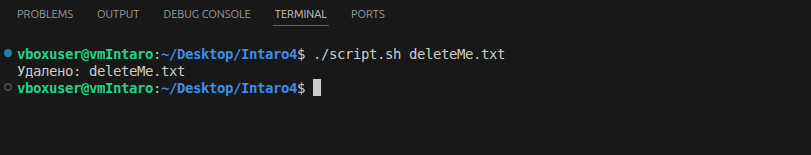 PROBLEMS OUTPUT DEBUG CONSOLE TERMINAL PORTS
vboxuser@vmIntaro:~/Desktop/Intaro4$ ./script.sh deleteMe.txt
Удалено: deleteMe.txt
vboxuser@vmIntaro:~/Desktop/Intaro4$